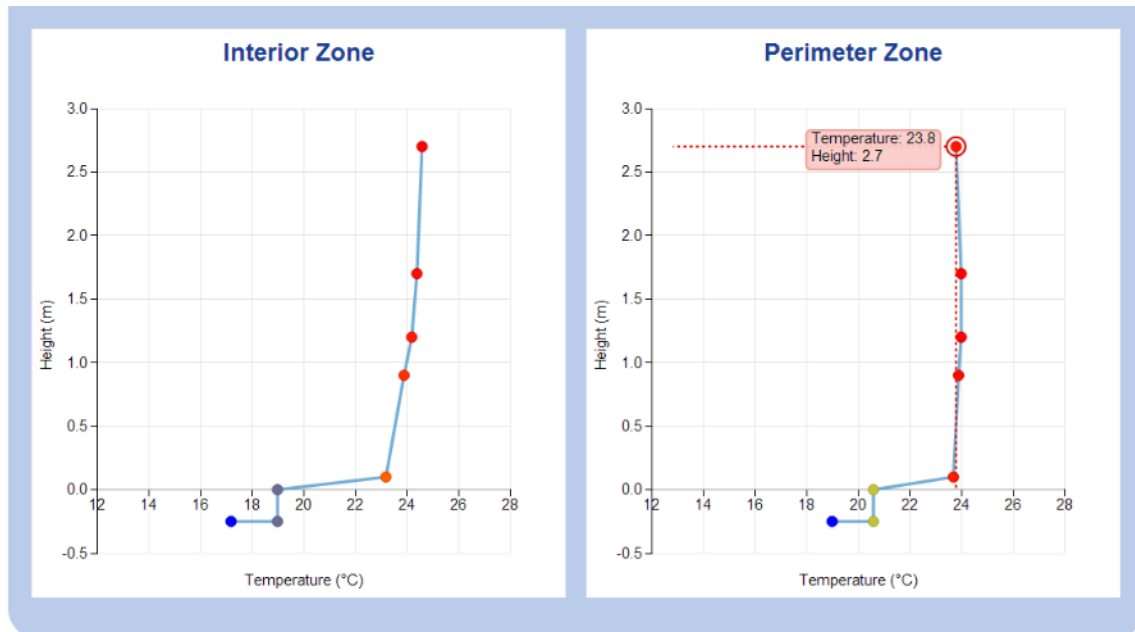 Interior Zone
3.0
2.5
2.0
1.5
1.0
0.5
0.0
-0.5
Height (m)
12 14 16 18 20 22 24 26 28
Temperature (°C)
Perimeter Zone
3.0
2.5
2.0
1.5
1.0
0.5
0.0
-0.5
Height (m)
Temperature: 23.8
Height: 2.7
12 14 16 18 20 22 24 26 28
Temperature (°C)